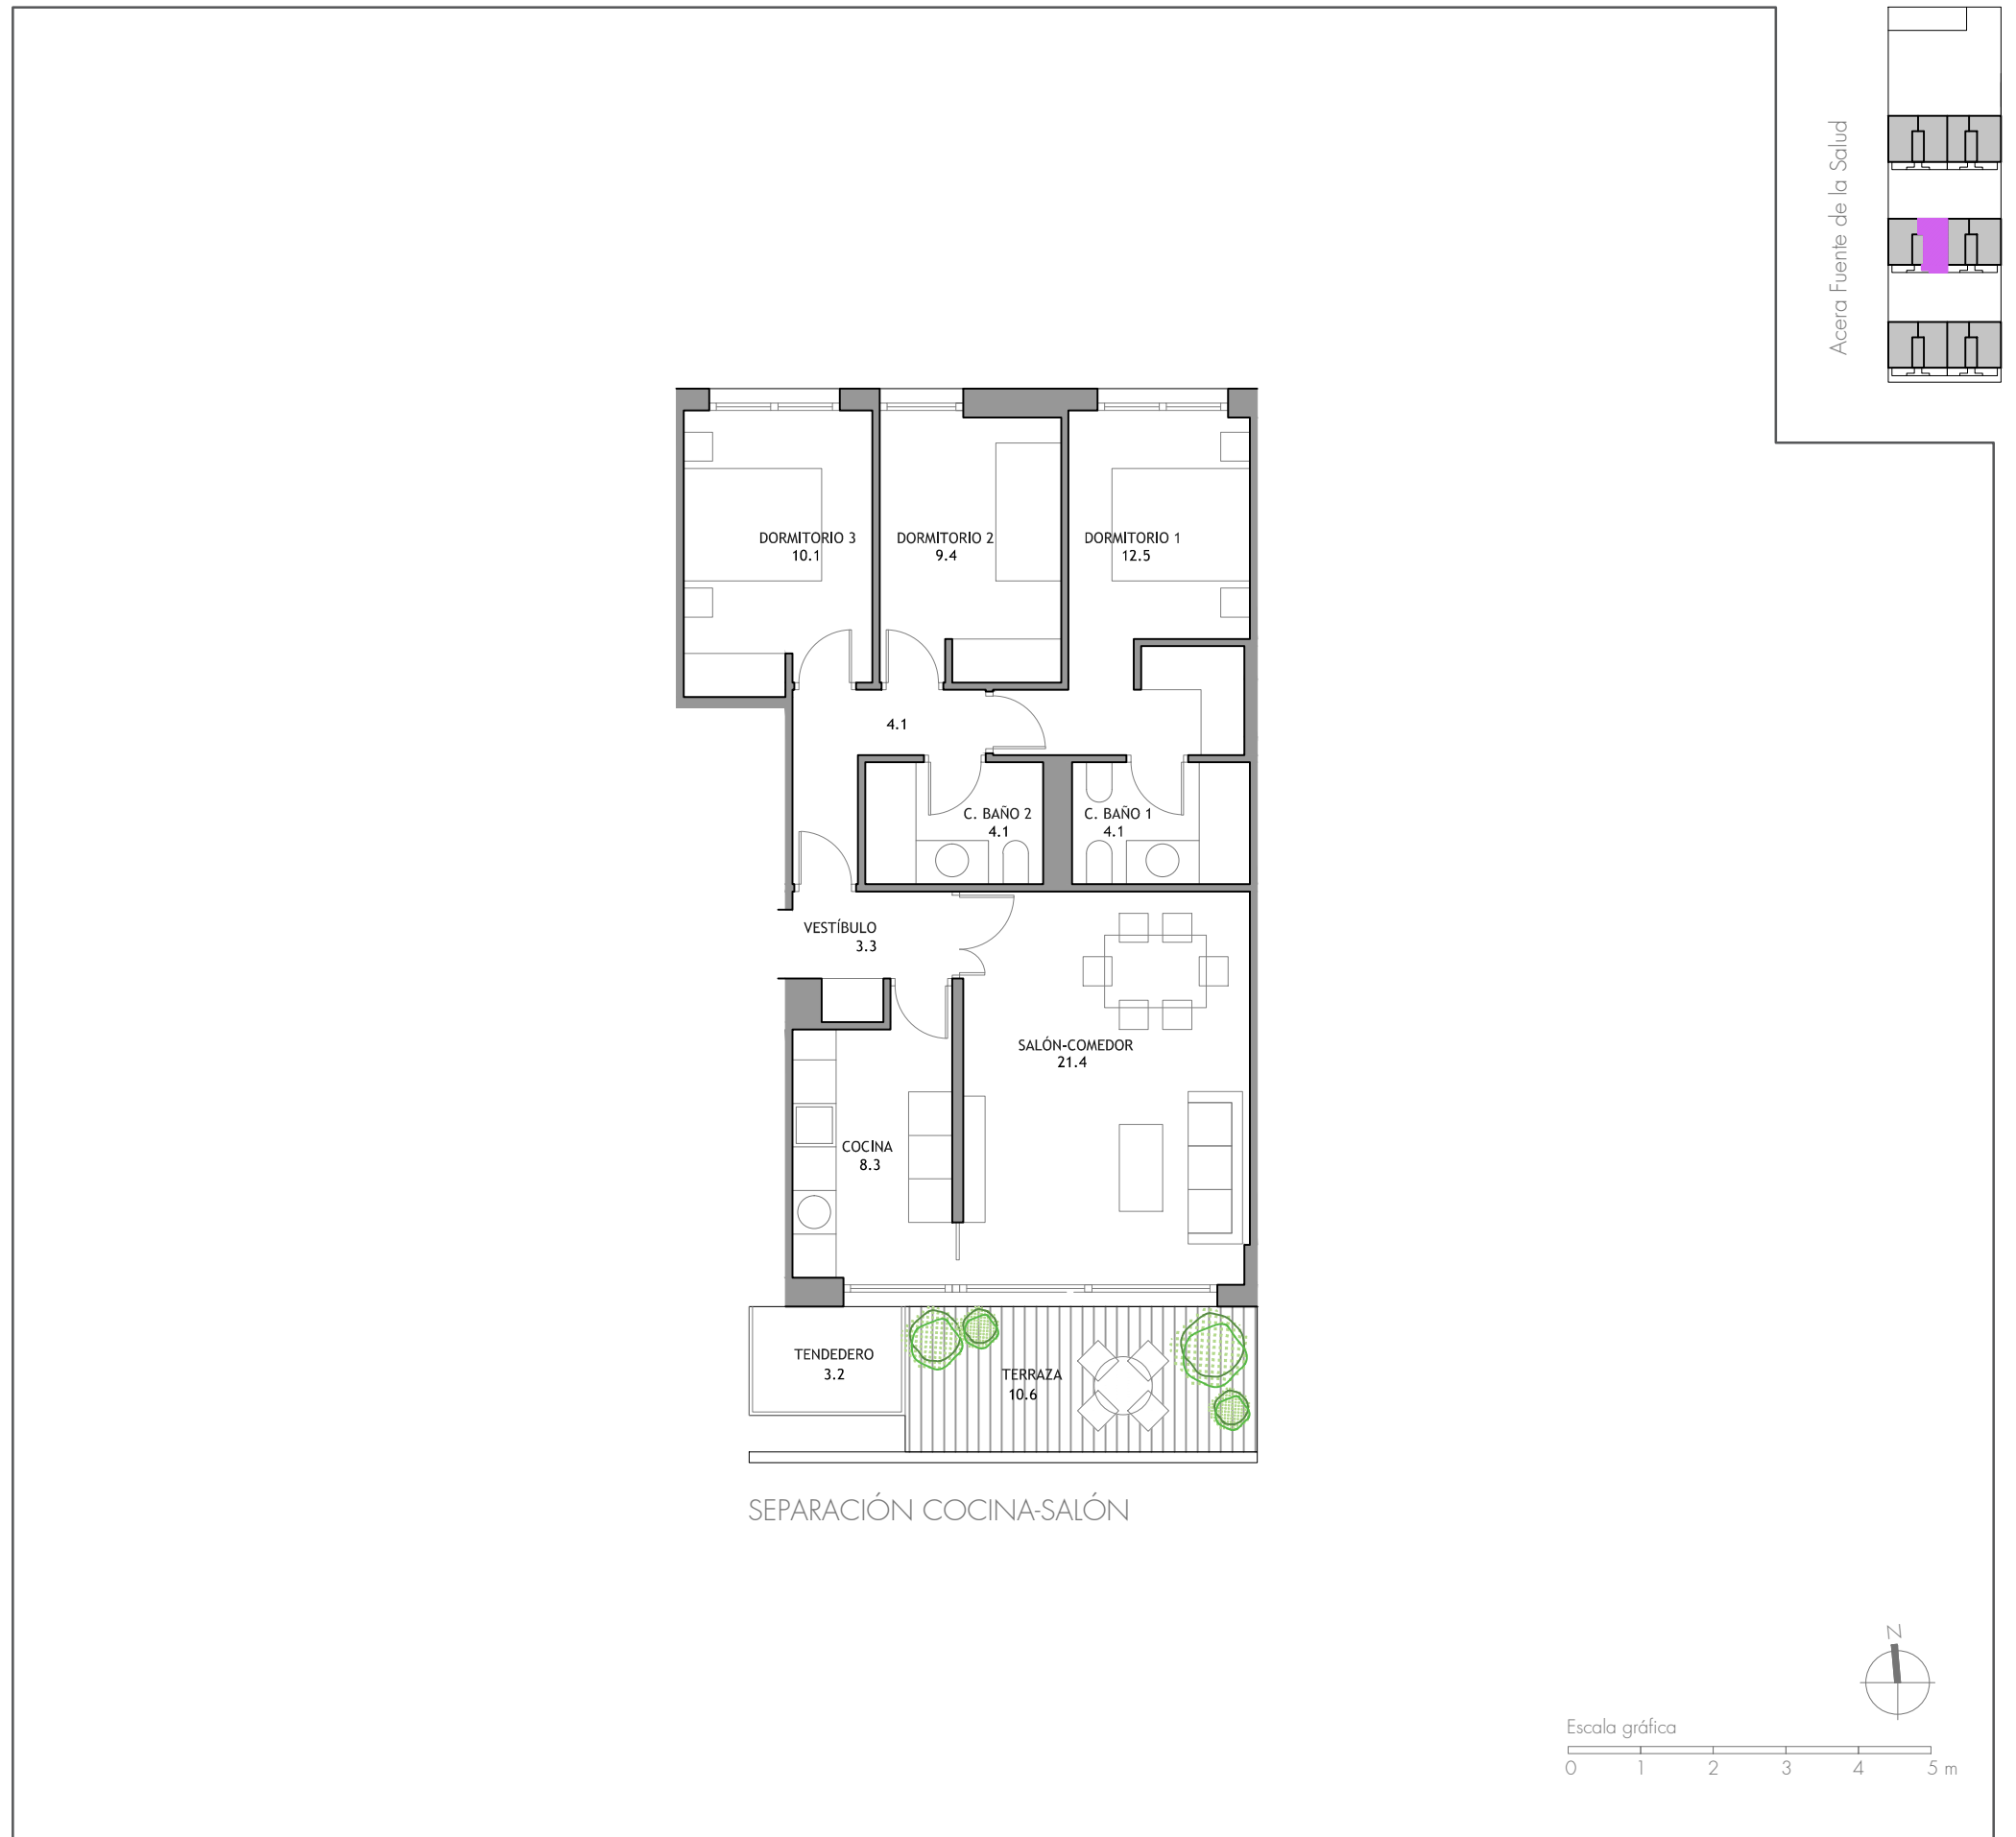 Acera Fuente de la Salud
DORMITORIO 3
10.1
DORMITORIO 2
9.4
DORMITORIO 1
12.5
4.1
C. BAÑO 2
4.1
C. BAÑO 1
4.1
VESTÍBULO
3.3
SALÓN-COMEDOR
21.4
COCINA
8.3
TENDEDERO
3.2
TERRAZA
10.6
SEPARACIÓN COCINA-SALÓN
N
Escala gráfica
0 1 2 3 4 5 m